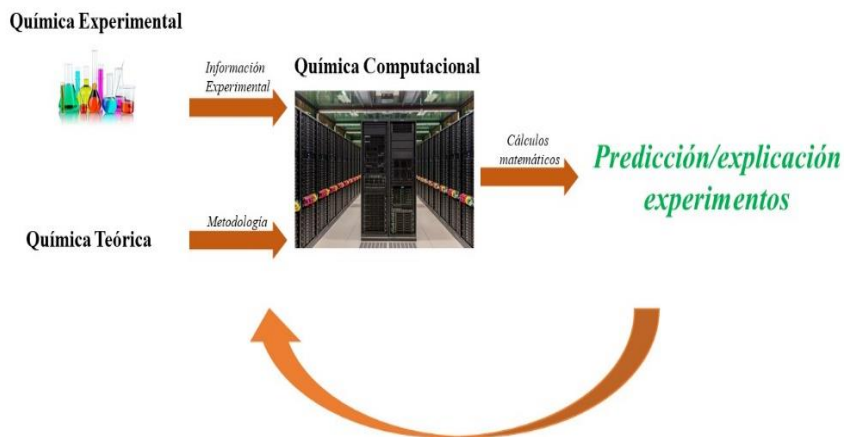 Química Experimental
Información
Experimental
Química Computacional
Cálculos
matemáticos
Predicción/explicación
experimentos
Química Teórica
Metodología